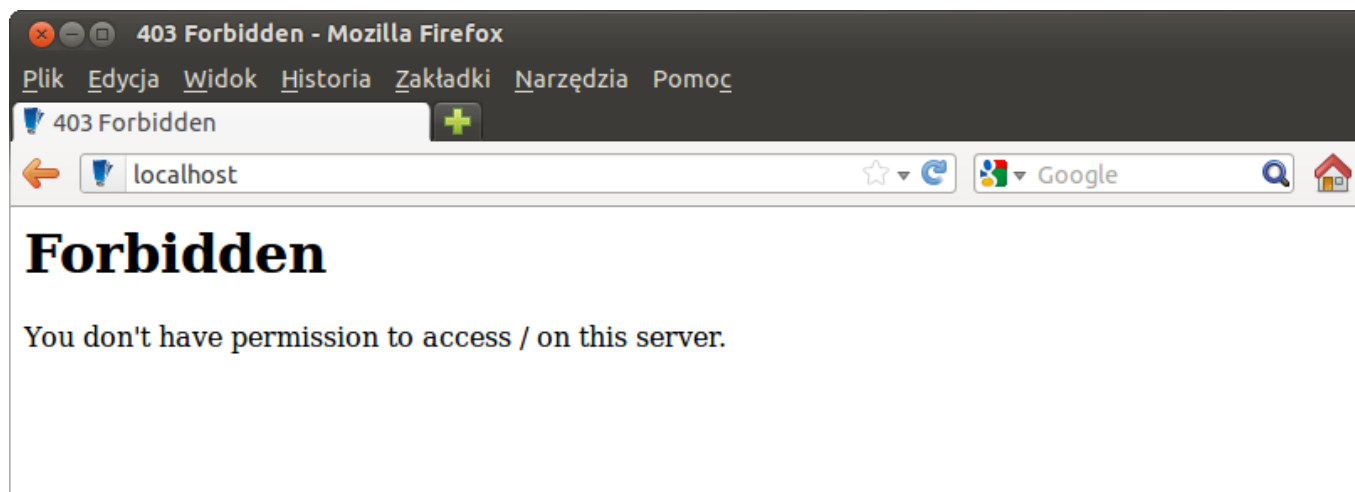 403 Forbidden - Mozilla Firefox
Plik Edycja Widok Historia Zakładki Narzędzia Pomoc
403 Forbidden
localhost Google
Forbidden
You don't have permission to access / on this server.